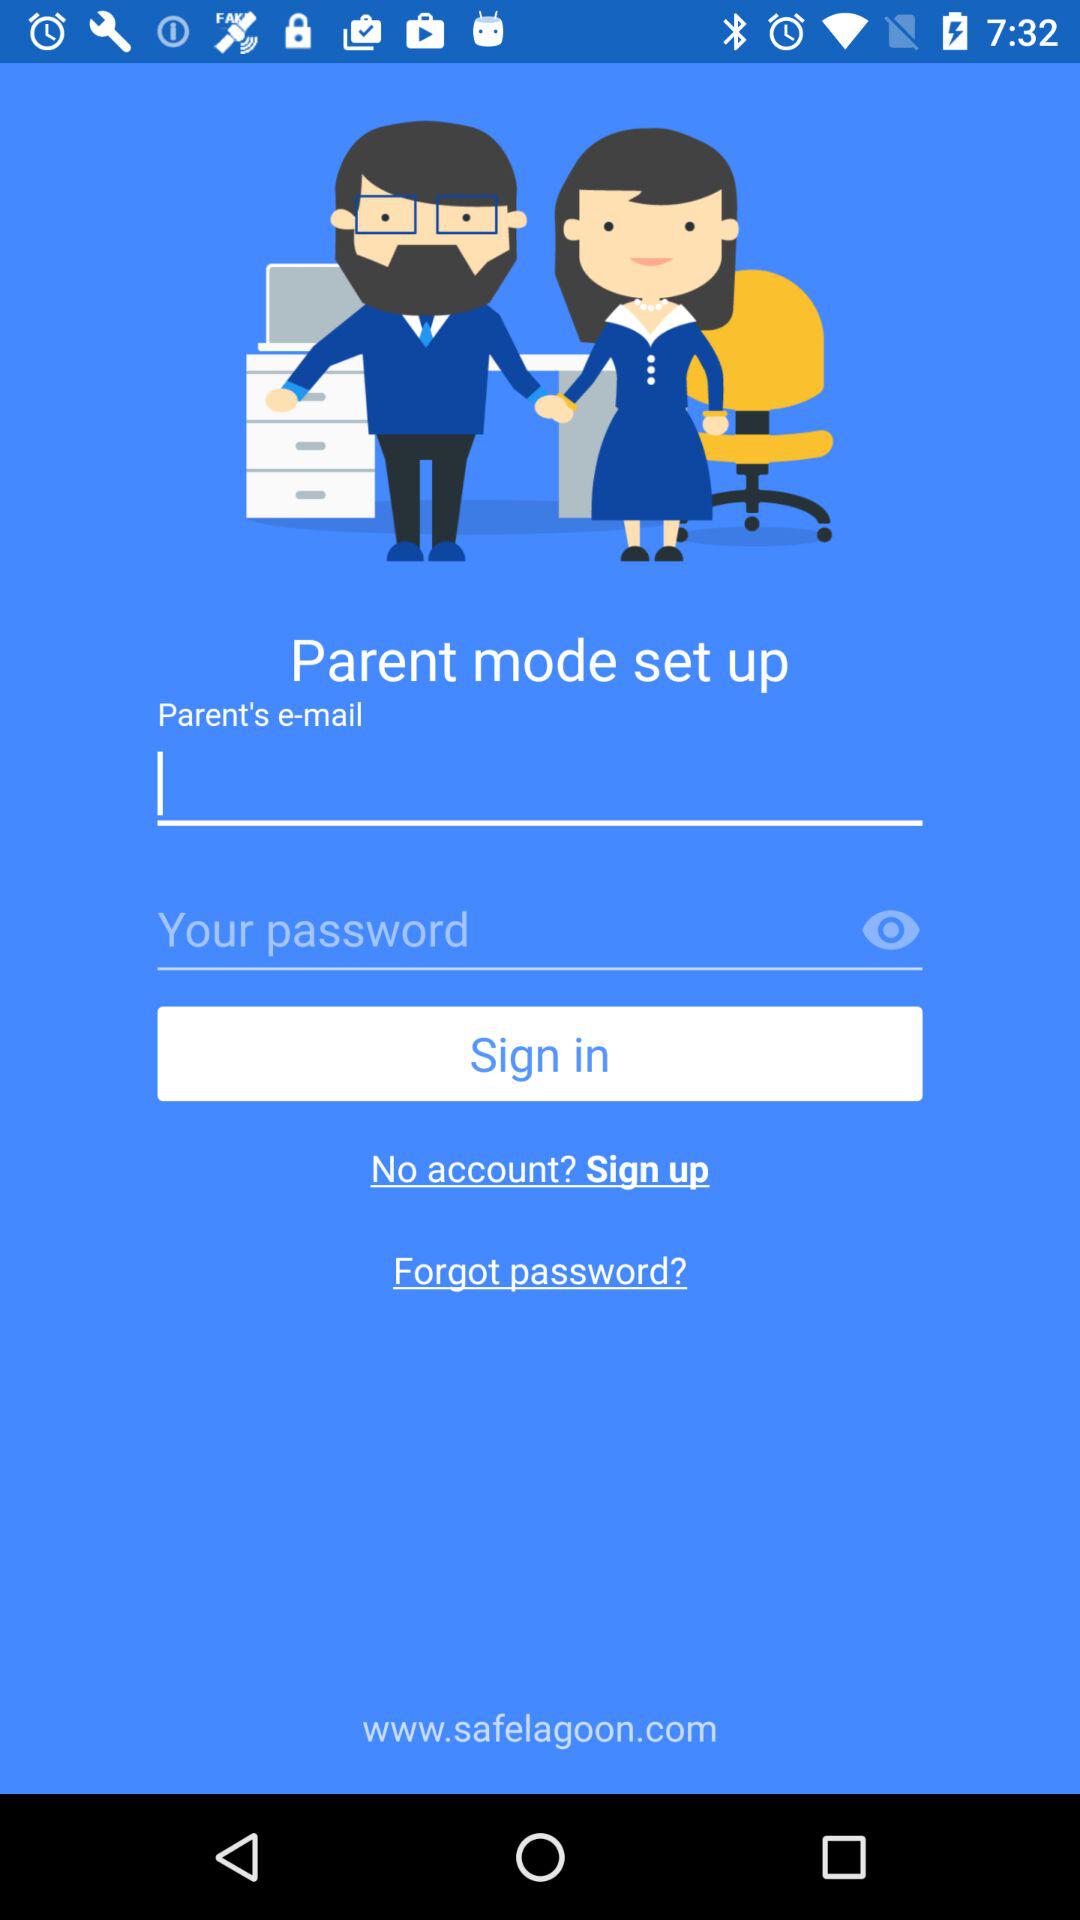 FAKE
7:32
Parent mode set up
Parent's e-mail
Your password
Sign in
No account? Sign up
Forgot password?
www.safelagoon.com